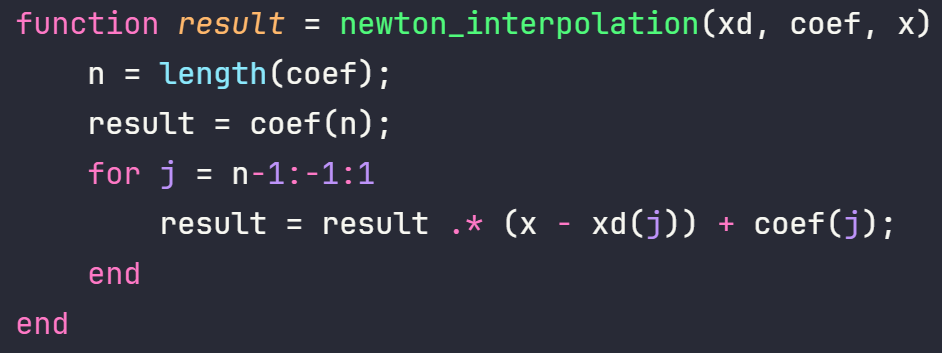 function result = newton_interpolation(xd, coef, x)
    n = length(coef);
    result = coef(n);
    for j = n-1:-1:1
        result = result .* (x - xd(j)) + coef(j);
    end
end